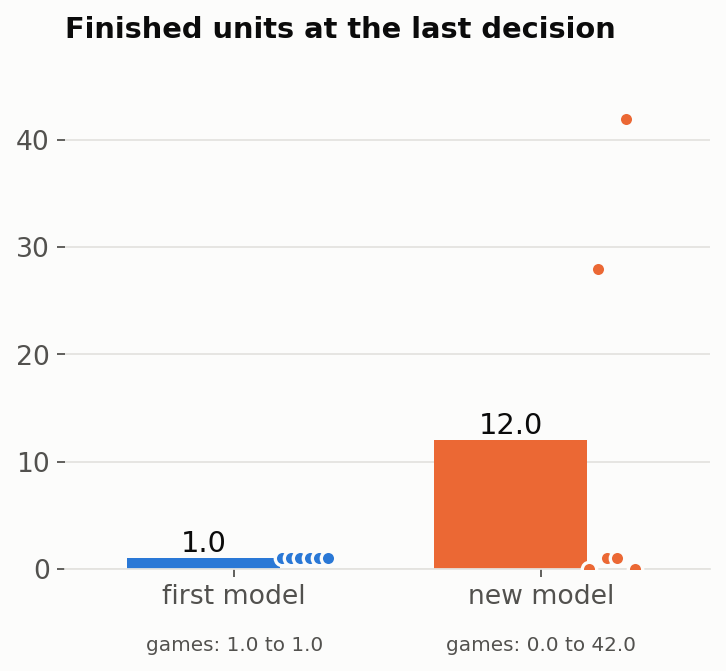 Finished units at the last decision
40
30
20
10
0
12.0
1.0
first model
new model
games: 1.0 to 1.0
games: 0.0 to 42.0